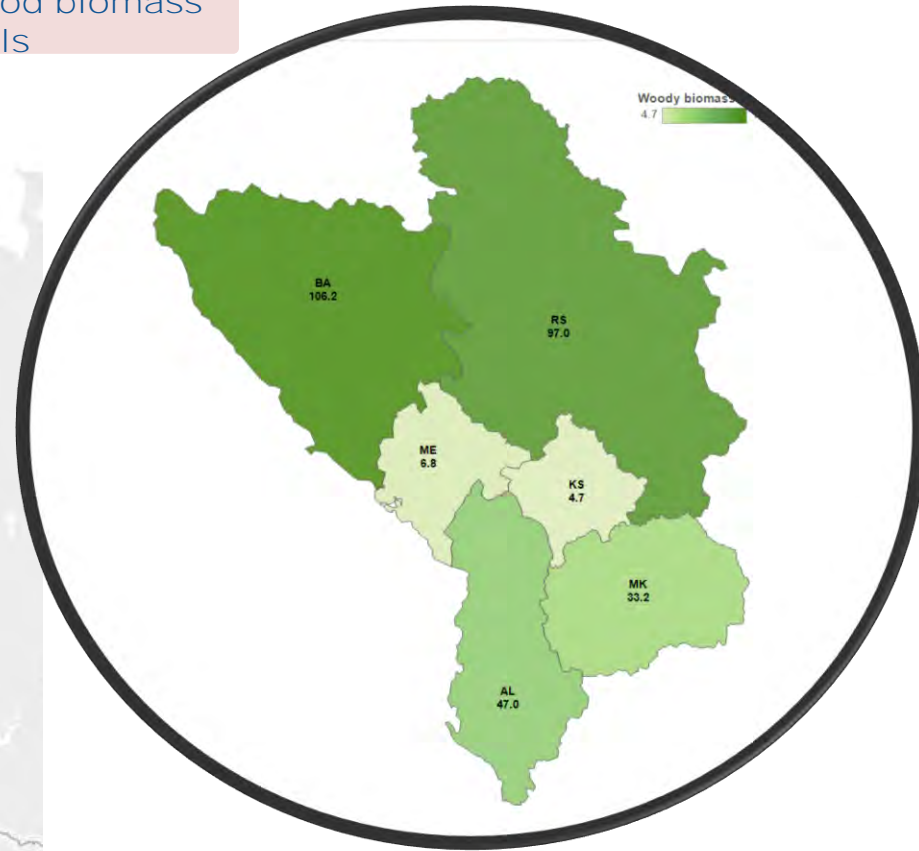 biomass
ls
Woody biomass
4.7
BA
106.2
RS
97.0
ME
6.8
KS
4.7
MK
33.2
AL
47.0